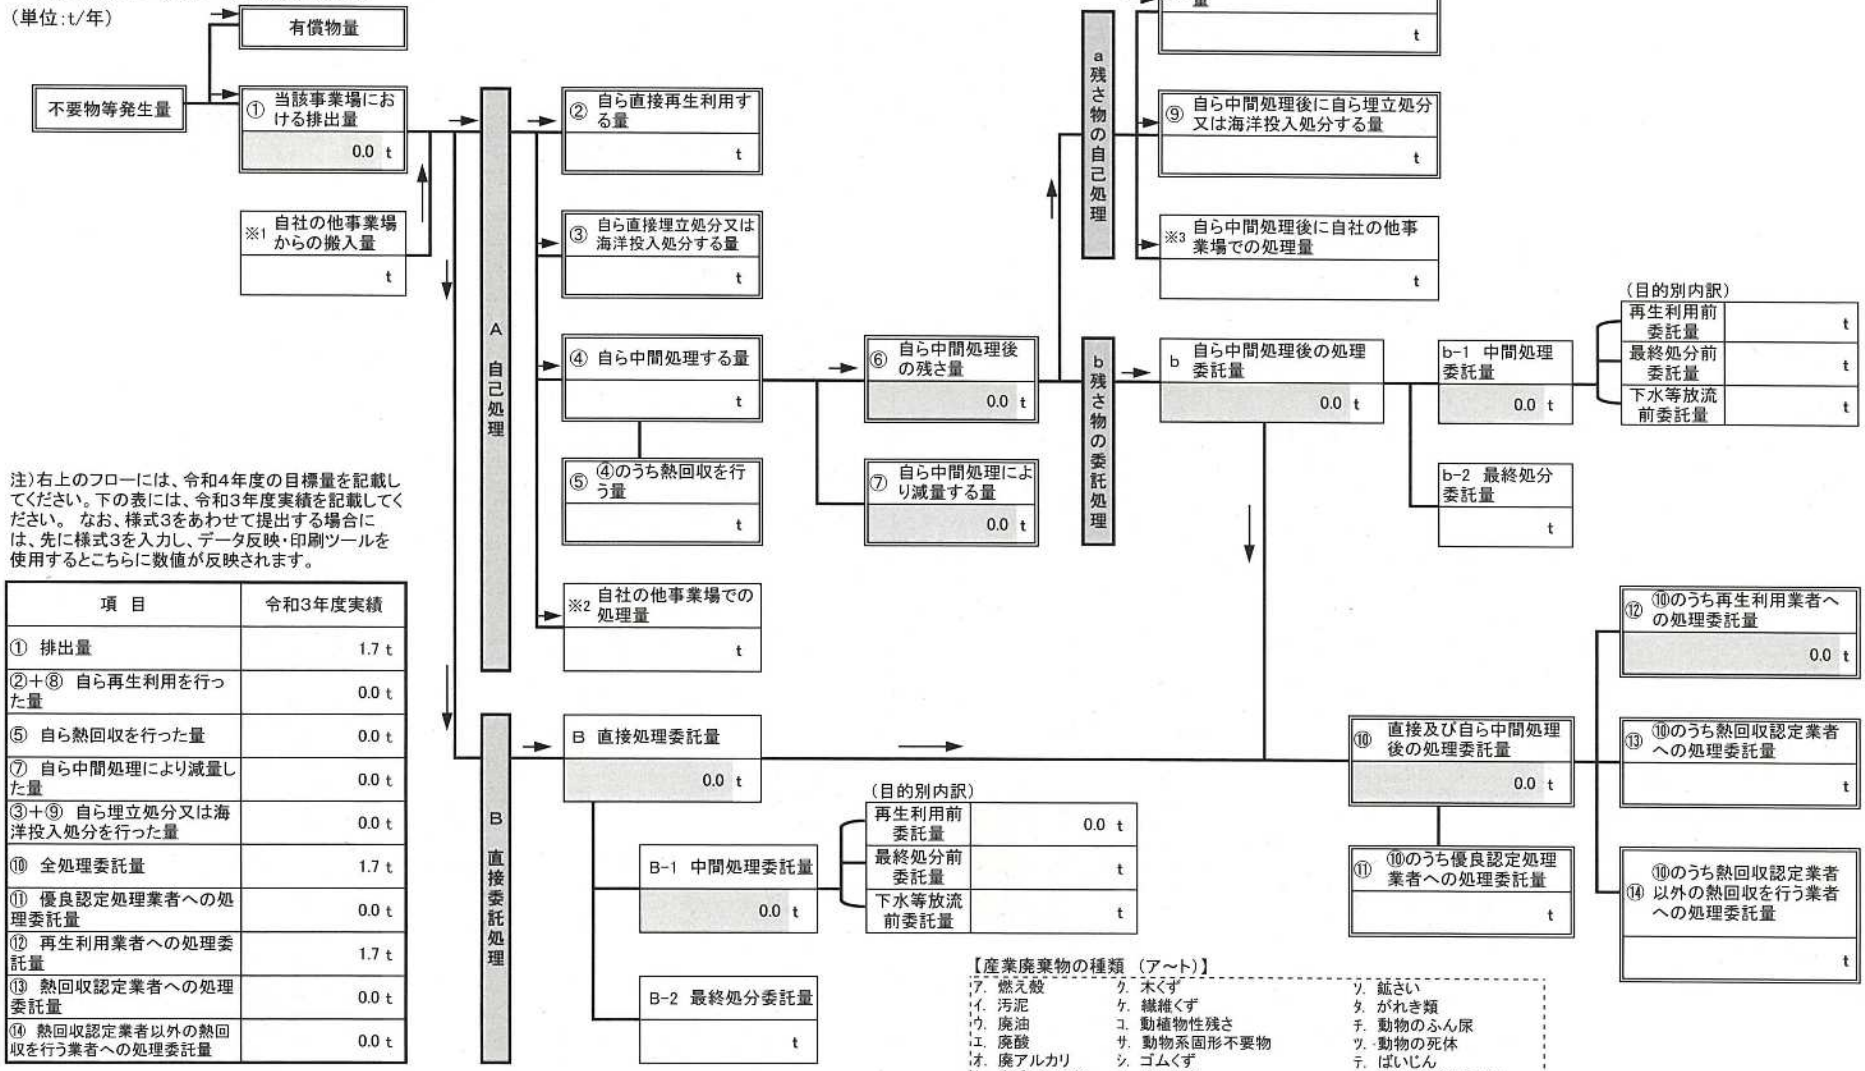 (単位:t/年)
有償物量
t
不要物等発生量
① 当該事業場にお
ける排出量
0.0 t
※1 自社の他事業場
からの搬入量
t
A 自己処理
② 自ら直接再生利用す
る量
t
③ 自ら直接埋立処分又は
海洋投入処分する量
t
④ 自ら中間処理する量
t
⑤ ④のうち熱回収を行
う量
t
※2 自社の他事業場での
処理量
t
⑥ 自ら中間処理後
の残さ量
0.0 t
⑦ 自ら中間処理によ
り減量する量
0.0 t
a 残さ物の自己処理
量
t
⑨ 自ら中間処理後に自ら埋立処分
又は海洋投入処分する量
t
※3 自ら中間処理後に自社の他事
業場での処理量
t
b 残さ物の委託処理
b 自ら中間処理後の処理
委託量
0.0 t
b-1 中間処理
委託量
0.0 t
(目的別内訳)
再生利用前
委託量
t
最終処分前
委託量
t
下水等放流
前委託量
t
b-2 最終処分
委託量
t
注)右上のフローには、令和4年度の目標量を記載し
てください。下の表には、令和3年度実績を記載してく
ださい。 なお、様式3をあわせて提出する場合に
は、先に様式3を入力し、データ反映・印刷ツールを
使用するとこちらに数値が反映されます。
項 目 令和3年度実績
① 排出量 1.7 t
②+⑧ 自ら再生利用を行っ
た量 0.0 t
⑤ 自ら熱回収を行った量 0.0 t
⑦ 自ら中間処理により減量し
た量 0.0 t
③+⑨ 自ら埋立処分又は海
洋投入処分を行った量 0.0 t
⑩ 全処理委託量 1.7 t
⑪ 優良認定処理業者への処
理委託量 0.0 t
⑫ 再生利用業者への処理委
託量 1.7 t
⑬ 熱回収認定業者への処理
委託量 0.0 t
⑭ 熱回収認定業者以外の熱回
収を行う業者への処理委託量 0.0 t
B 直接委託処理
B 直接処理委託量
0.0 t
B-1 中間処理委託量
0.0 t
(目的別内訳)
再生利用前
委託量
0.0 t
最終処分前
委託量
t
下水等放流
前委託量
t
B-2 最終処分委託量
t
⑩ 直接及び自ら中間処理
後の処理委託量
0.0 t
⑪ ⑩のうち優良認定処理
業者への処理委託量
t
⑫ ⑩のうち再生利用業者へ
の処理委託量
0.0 t
⑬ ⑩のうち熱回収認定業者
への処理委託量
t
⑭ ⑩のうち熱回収認定業者
以外の熱回収を行う業者
への処理委託量
t
【産業廃棄物の種類 (ア~ト)】
ア. 燃え殻 ク. 木くず ソ. 鉱さい
イ. 汚泥 ケ. 繊維くず タ. がれき類
ウ. 廃油 コ. 動植物性残さ チ. 動物のふん尿
エ. 廃酸 サ. 動物系固形不要物 ツ. 動物の死体
オ. 廃アルカリ シ. ゴムくず テ. ばいじん